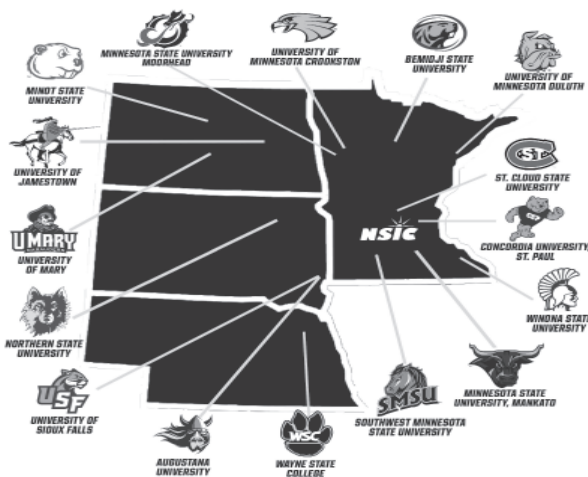 MINNESOTA STATE UNIVERSITY
MOORHEAD
UNIVERSITY OF
MINNESOTA CROOKSTON
BEMIDJI STATE
UNIVERSITY
UNIVERSITY OF
MINNESOTA DULUTH
MINOT STATE
UNIVERSITY
UNIVERSITY OF
JAMESTOWN
ST. CLOUD STATE
UNIVERSITY
NSIC
CONCORDIA UNIVERSITY,
ST. PAUL
UMARY
UNIVERSITY
OF MARY
WINONA STATE
UNIVERSITY
NORTHERN STATE
UNIVERSITY
MINNESOTA STATE
UNIVERSITY, MANKATO
USF
UNIVERSITY OF
SIOUX FALLS
SMSU
SOUTHWEST MINNESOTA
STATE UNIVERSITY
AUGUSTANA
UNIVERSITY
WSC
WAYNE STATE
COLLEGE